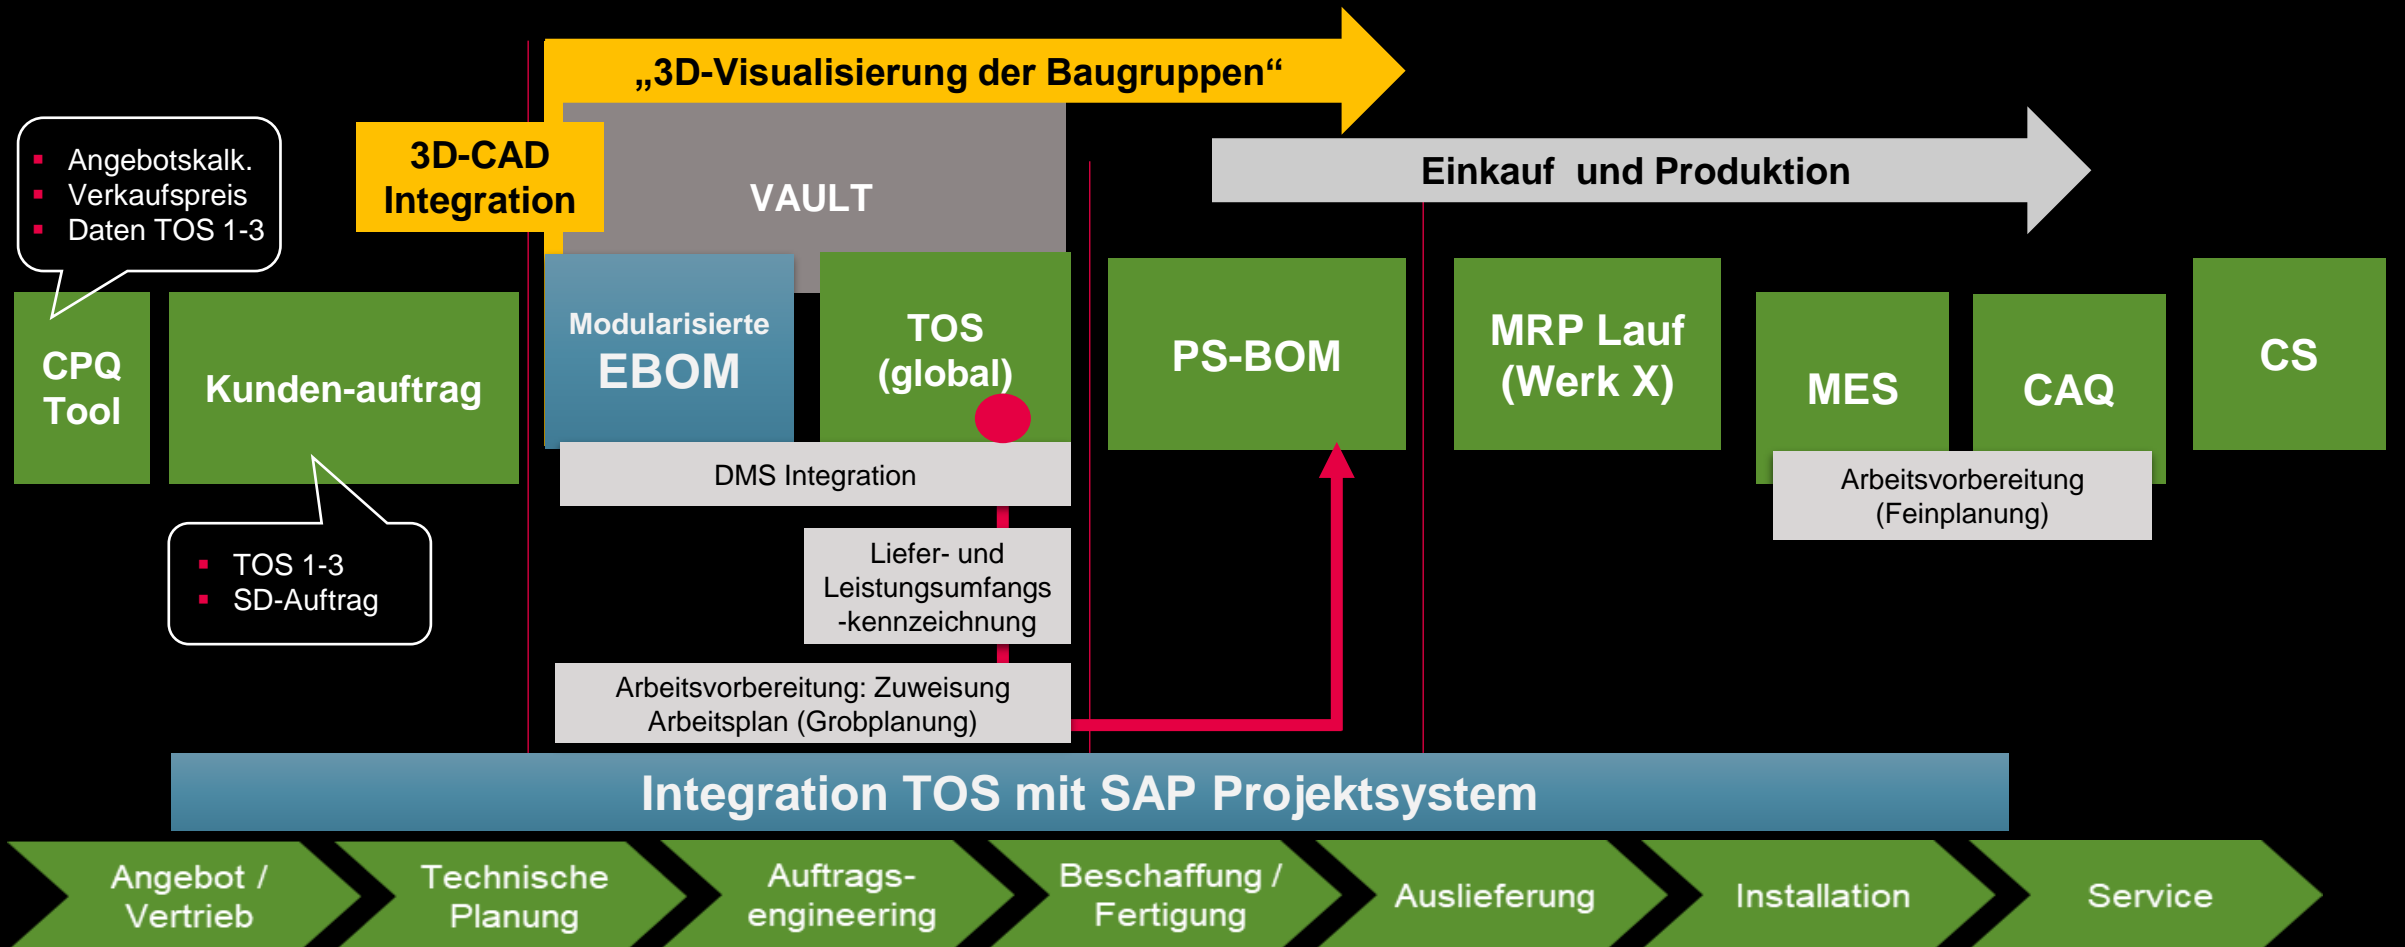 „3D-Visualisierung der Baugruppen“
Angebotskalk.
Verkaufspreis
Daten TOS 1-3
3D-CAD
Integration
VAULT
Einkauf und Produktion
CPQ
Tool
Kunden-auftrag
Modularisierte
EBOM
TOS
(global)
PS-BOM
MRP Lauf
(Werk X)
MES
CAQ
CS
DMS Integration
Arbeitsvorbereitung
(Feinplanung)
TOS 1-3
SD-Auftrag
Liefer- und
Leistungsumfangs
-kennzeichnung
Arbeitsvorbereitung: Zuweisung
Arbeitsplan (Grobplanung)
Integration TOS mit SAP Projektsystem
Angebot /
Vertrieb
Technische
Planung
Auftrags-
engineering
Beschaffung /
Fertigung
Auslieferung
Installation
Service